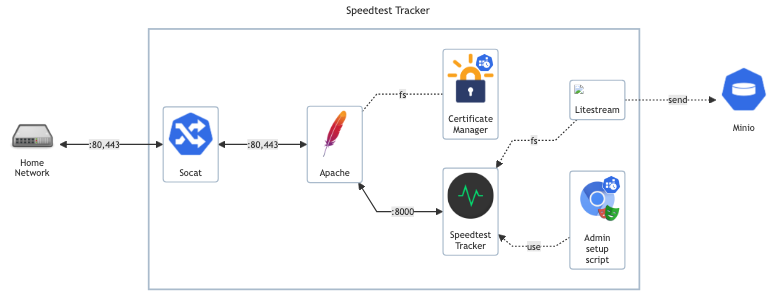 Speedtest Tracker
Home
Network
:80,443
Socat
:80,443
Apache
fs
Certificate
Manager
:8000
Speedtest
Tracker
fs
Litestream
send
Minio
use
Admin
setup
script